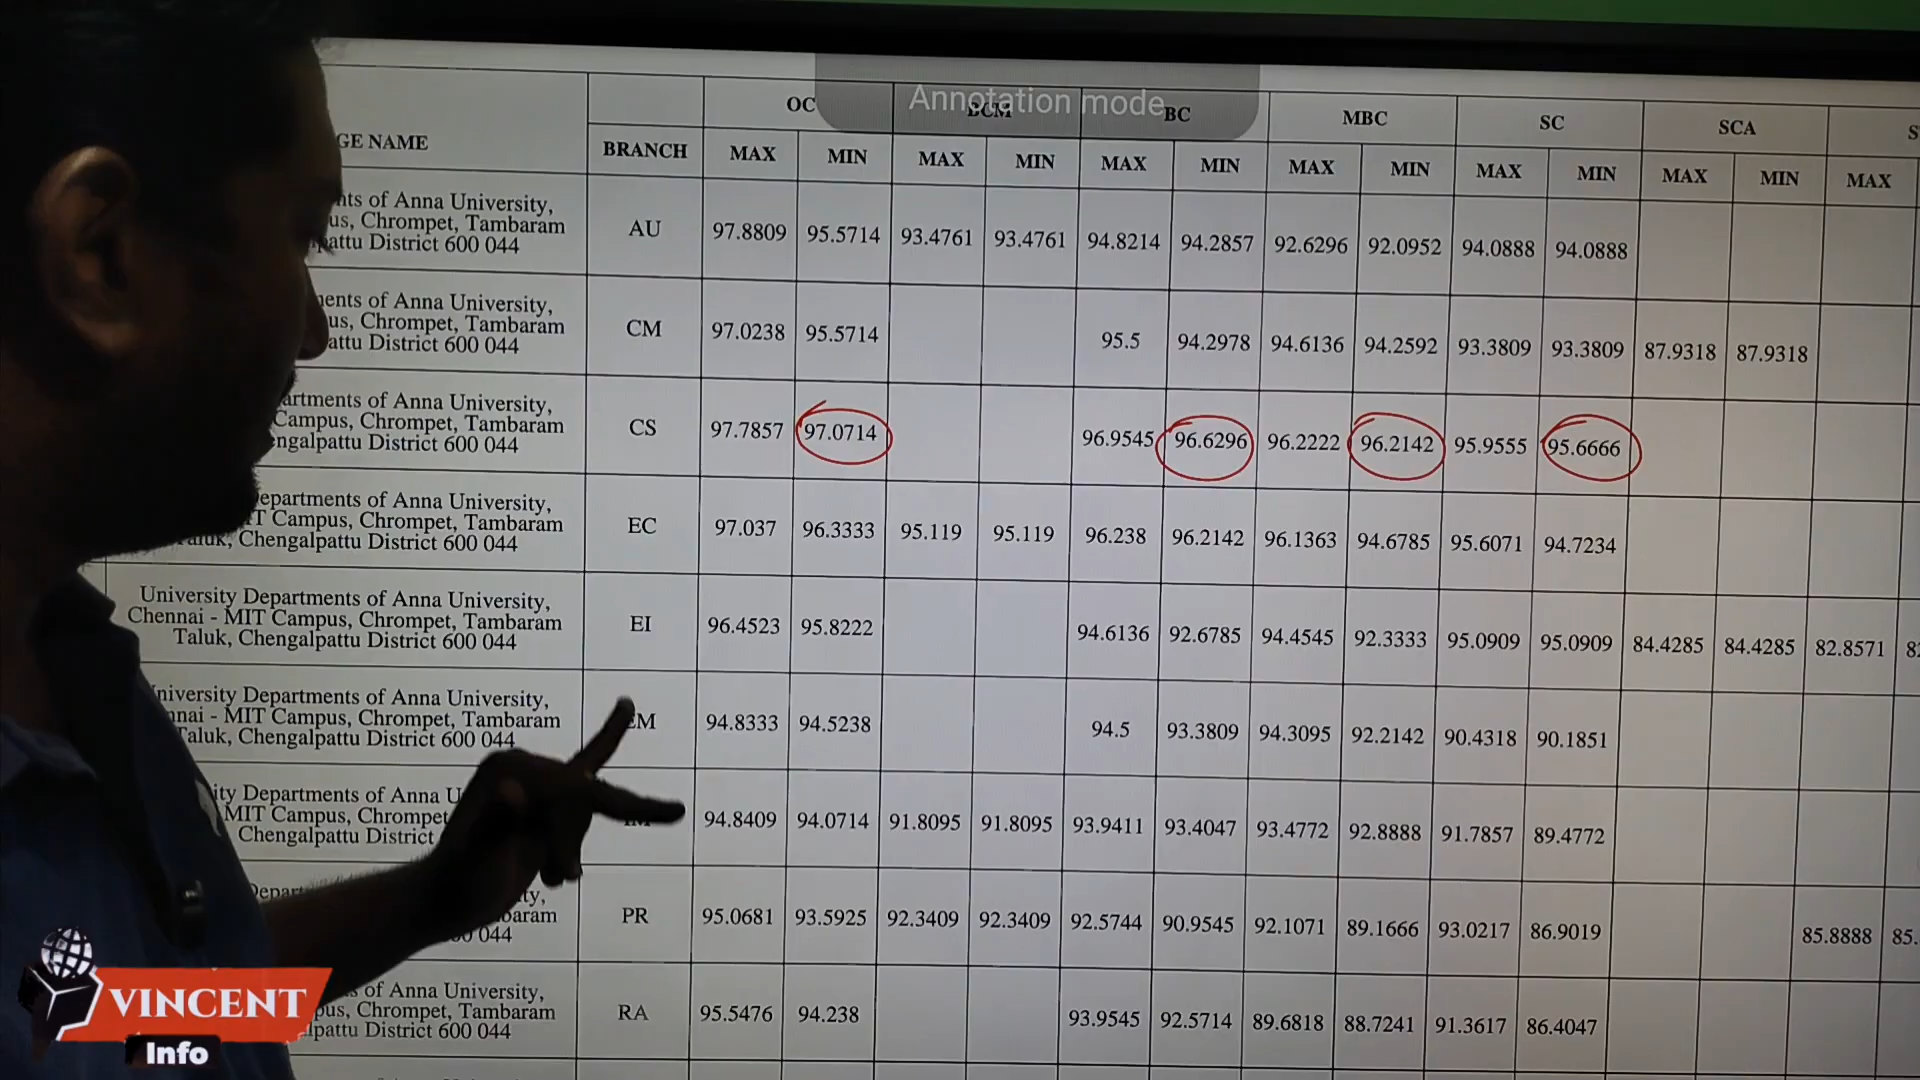 Annotation mode
OC BCM BC MBC SC SCA
GE NAME BRANCH MAX MIN MAX MIN MAX MIN MAX MIN MAX MIN MAX MIN MAX
of Anna University,
Chrompet, Tambaram
District 600 044
AU 97.8809 95.5714 93.4761 93.4761 94.8214 94.2857 92.6296 92.0952 94.0888 94.0888
of Anna University,
Chrompet, Tambaram
District 600 044
CM 97.0238 95.5714 95.5 94.2978 94.6136 94.2592 93.3809 93.3809 87.9318 87.9318
of Anna University,
Campus, Chrompet, Tambaram
District 600 044
CS 97.7857 97.0714 96.9545 96.6296 96.2222 96.2142 95.9555 95.6666
of Anna University,
Campus, Chrompet, Tambaram
Chengalpattu District 600 044
EC 97.037 96.3333 95.119 95.119 96.238 96.2142 96.1363 94.6785 95.6071 94.7234
University Departments of Anna University,
Chennai - MIT Campus, Chrompet, Tambaram
Taluk, Chengalpattu District 600 044
EI 96.4523 95.8222 94.6136 92.6785 94.4545 92.3333 95.0909 95.0909 84.4285 84.4285 82.8571
University Departments of Anna University,
MIT Campus, Chrompet, Tambaram
Taluk, Chengalpattu District 600 044
EM 94.8333 94.5238 94.5 93.3809 94.3095 92.2142 90.4318 90.1851
Departments of Anna
MIT Campus, Chrompet
Chengalpattu District
94.8409 94.0714 91.8095 91.8095 93.9411 93.4047 93.4772 92.8888 91.7857 89.4772
044
PR 95.0681 93.5925 92.3409 92.3409 92.5744 90.9545 92.1071 89.1666 93.0217 86.9019 85.8888
of Anna University,
Chrompet, Tambaram
District 600 044
RA 95.5476 94.238 93.9545 92.5714 89.6818 88.7241 91.3617 86.4047
VINCENT
Info